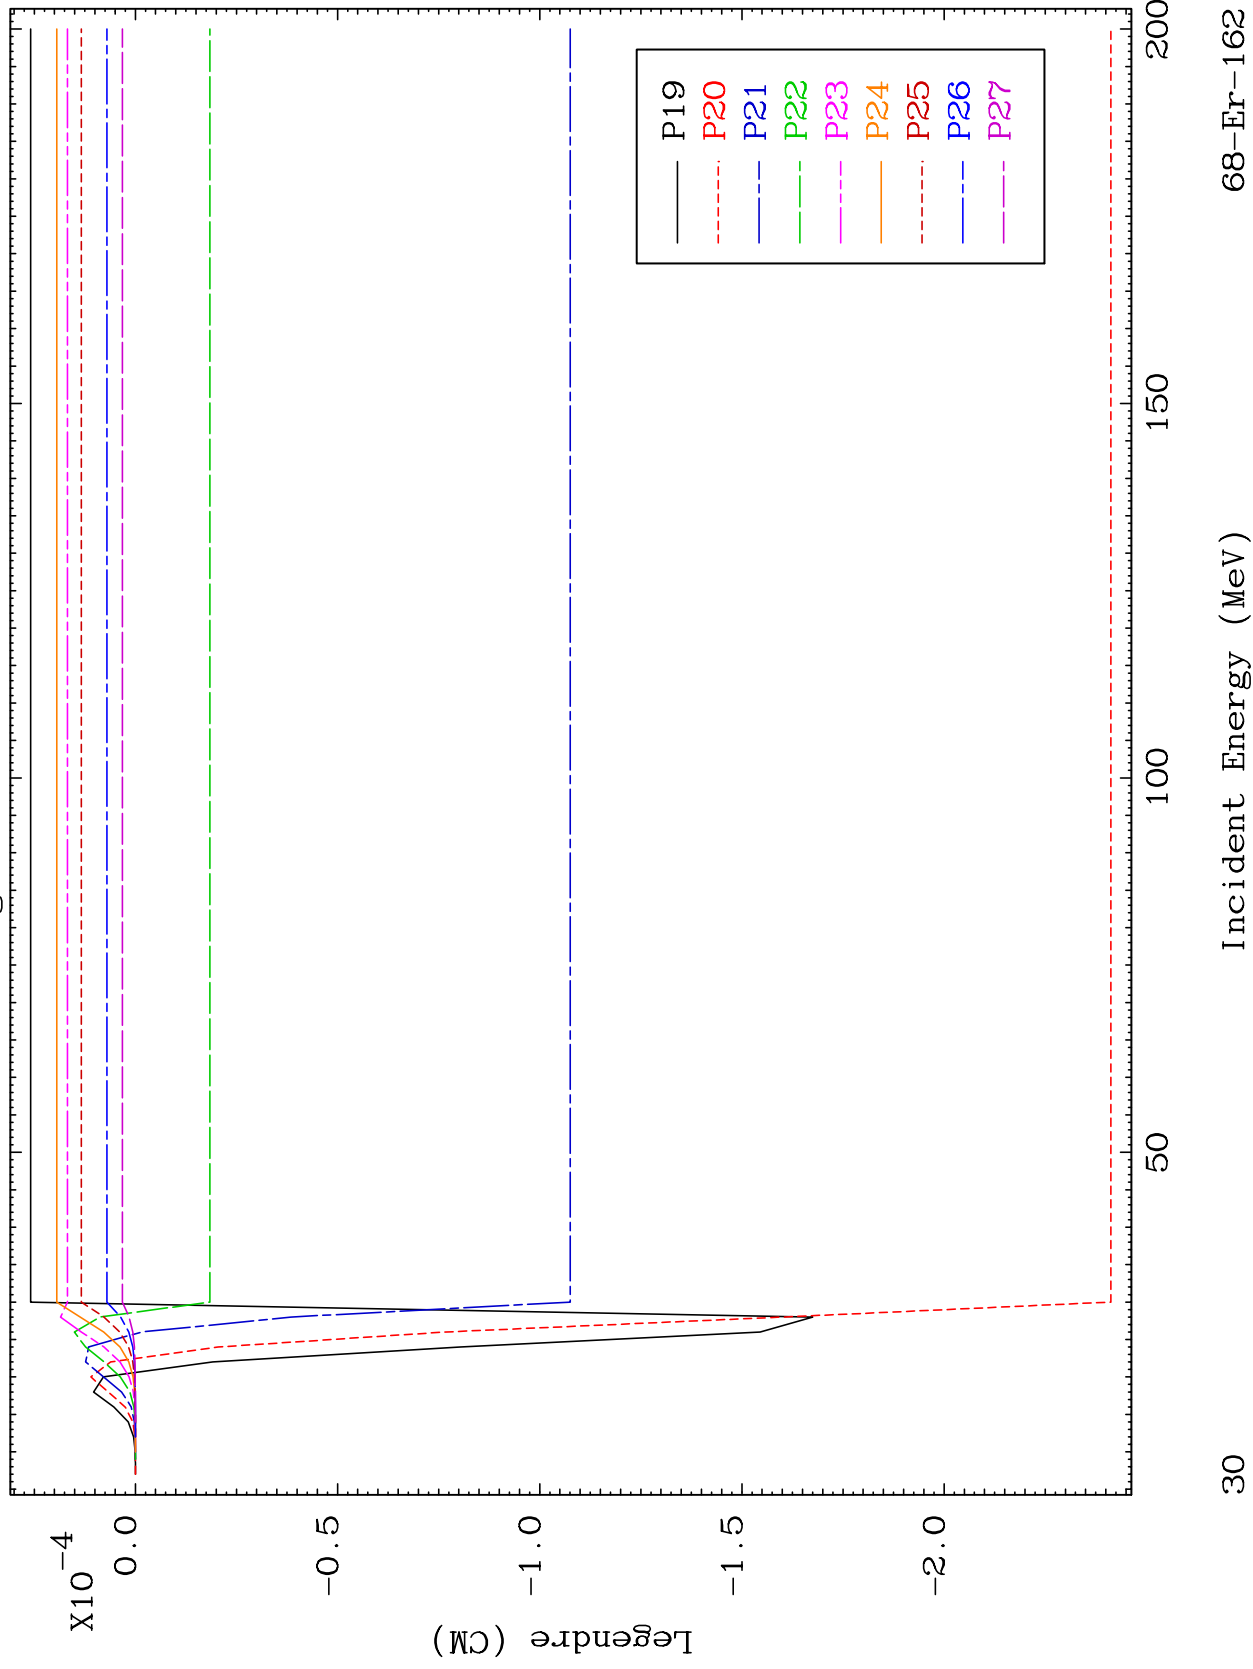 X10-4
0.0
-0.5
-1.0
-1.5
-2.0
Legendre (CM)
P19
P20
P21
P22
P23
P24
P25
P26
P27
50
100
150
200
30
Incident Energy (MeV)
68-Er-162